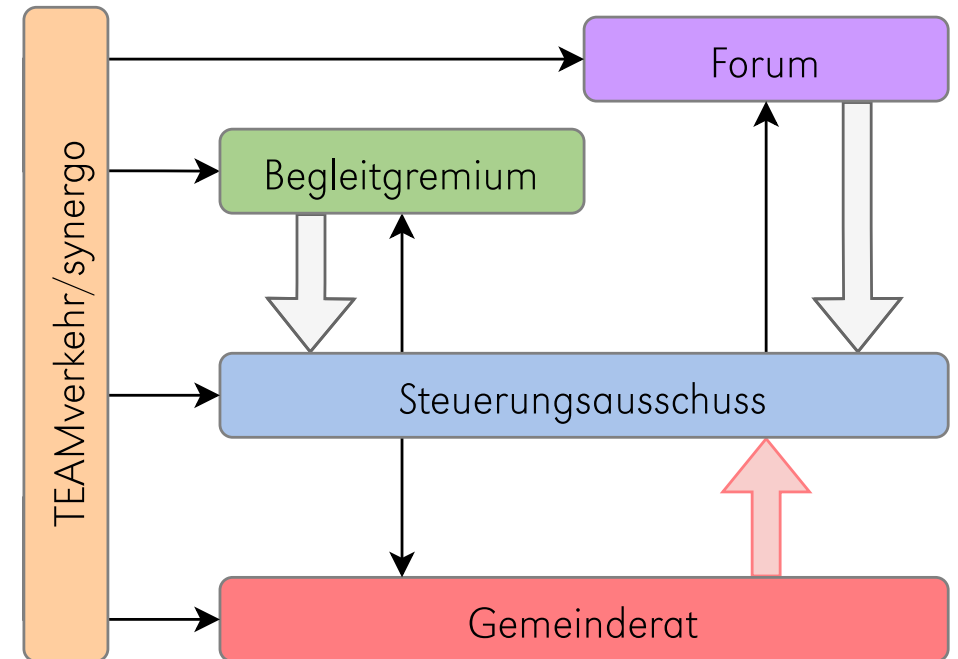 Forum
Begleitgremium
TEAMverkehr/synergo
Steuerungsausschuss
Gemeinderat